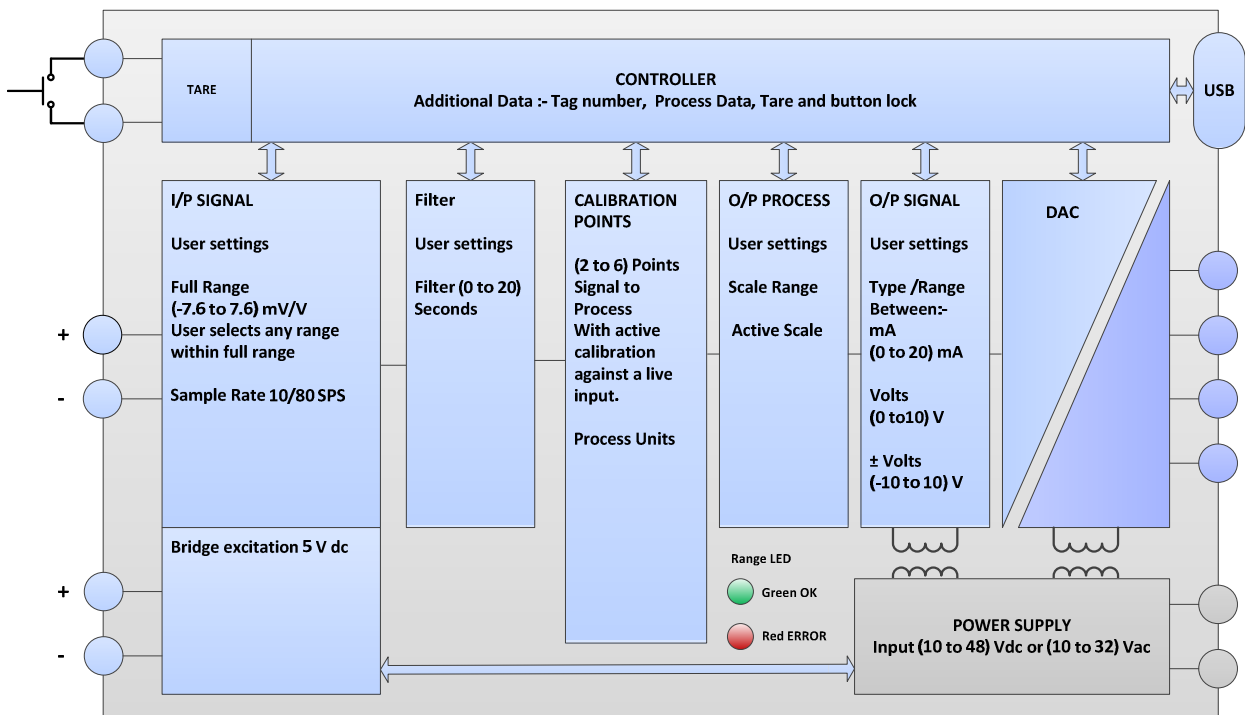 TARE
CONTROLLER
Additional Data :- Tag number, Process Data, Tare and button lock
USB
I/P SIGNAL
User settings
Full Range
(-7.6 to 7.6) mV/V
User selects any range
within full range
Sample Rate 10/80 SPS
+
-
Bridge excitation 5 V dc
+
-
Filter
User settings
Filter (0 to 20)
Seconds
CALIBRATION
POINTS
(2 to 6) Points
Signal to
Process
With active
calibration
against a live
input.
Process Units
O/P PROCESS
User settings
Scale Range
Active Scale
O/P SIGNAL
User settings
Type /Range
Between:-
mA
(0 to 20) mA
Volts
(0 to10) V
± Volts
(-10 to 10) V
DAC
Range LED
Green OK
Red ERROR
POWER SUPPLY
Input (10 to 48) Vdc or (10 to 32) Vac